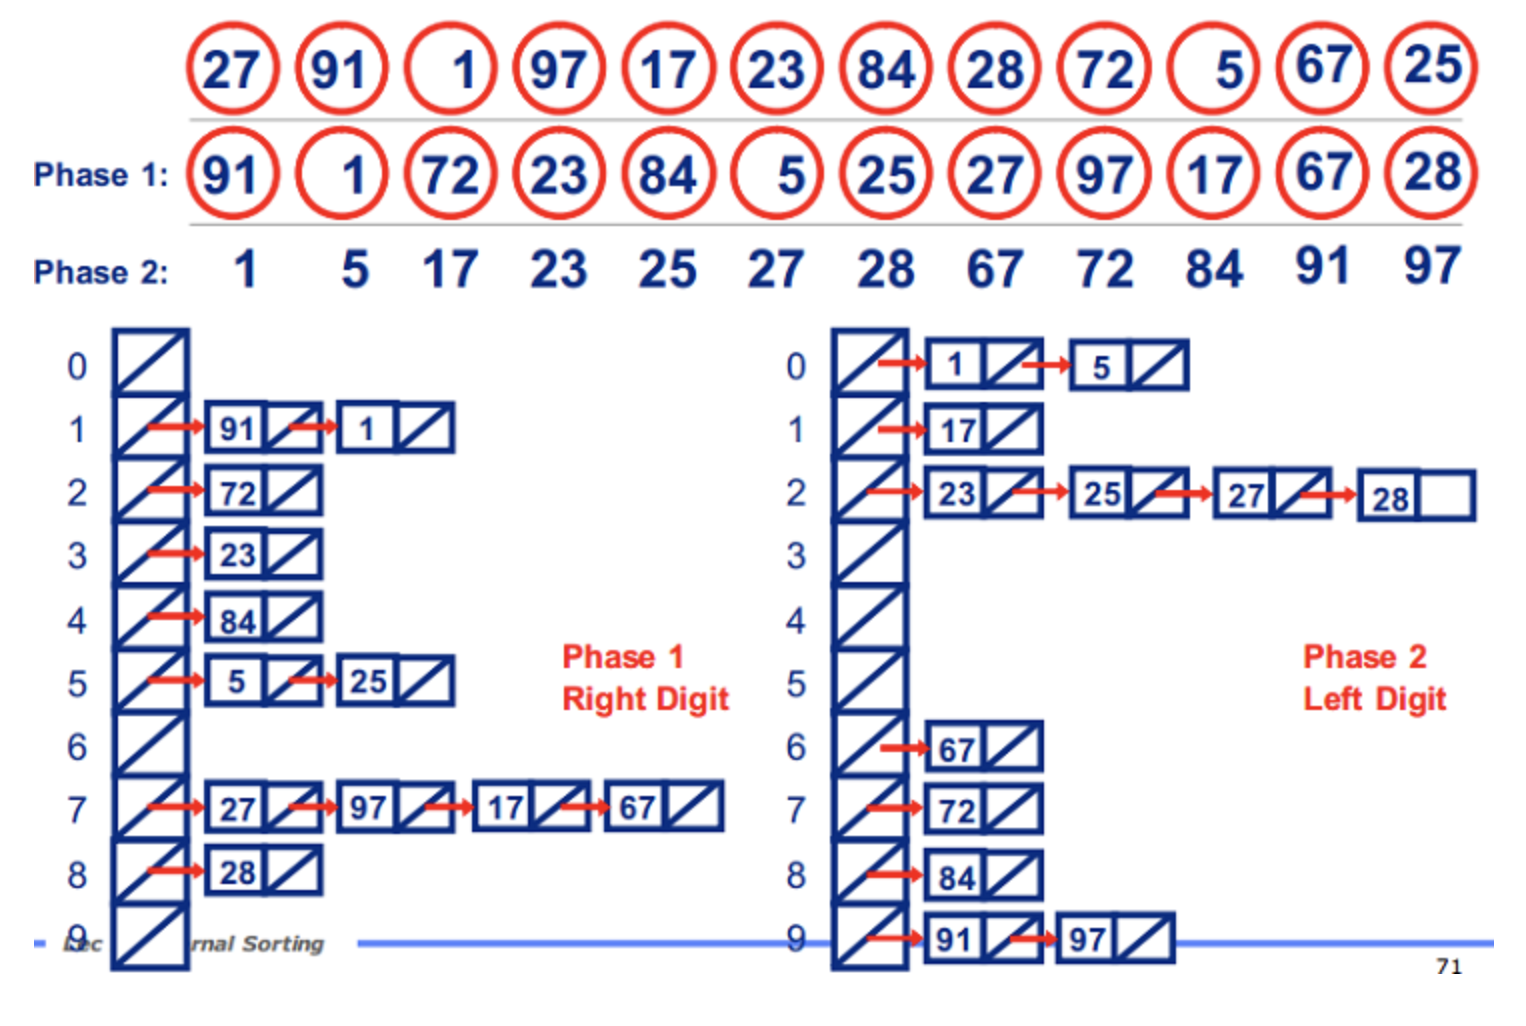 27 91 1 97 17 23 84 28 72 5 67 25
Phase 1: 91 1 72 23 84 5 25 27 97 17 67 28
Phase 2: 1 5 17 23 25 27 28 67 72 84 91 97
0
1 91 1
2 72
3 23
4 84
5 5 25
6
7 27 97 17 67
8 28
9
Phase 1
Right Digit
0 1 5
1 17
2 23 25 27 28
3
4
5
6 67
7 72
8 84
9 91 97
Phase 2
Left Digit
Lec rnal Sorting
71